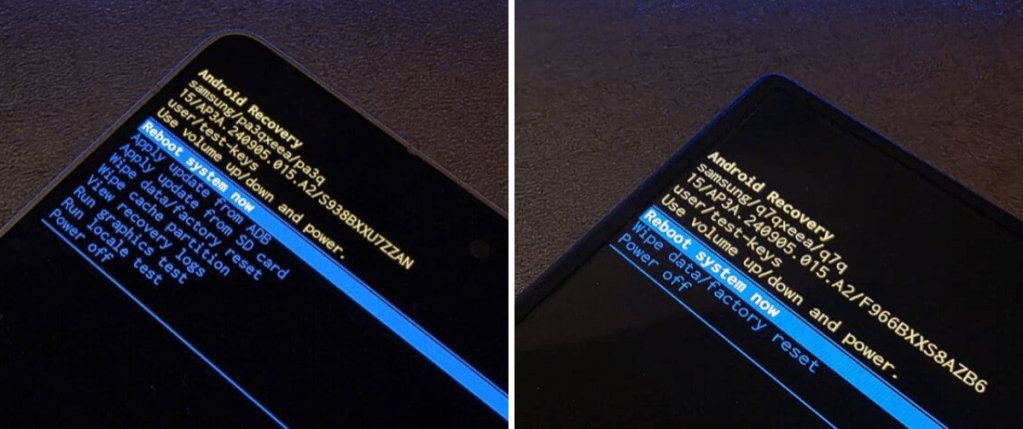 Android Recovery
samsung/pa3qxeea/pa3q
15/AP3A.240905.015.A2/S938BXXU7ZZAN
user/test-keys
Use volume up/down and power.
Reboot system now
Apply update from ADB
Apply update from SD card
Wipe data/factory reset
Wipe cache partition
View recovery logs
Run graphics test
Run locale test
Power off
Android Recovery
samsung/q7qxeea/q7q
15/AP3A.240905.015.A2/F966BXXS8AZB6
user/test-keys
Use volume up/down and power.
Reboot system now
Wipe data/factory reset
Power off